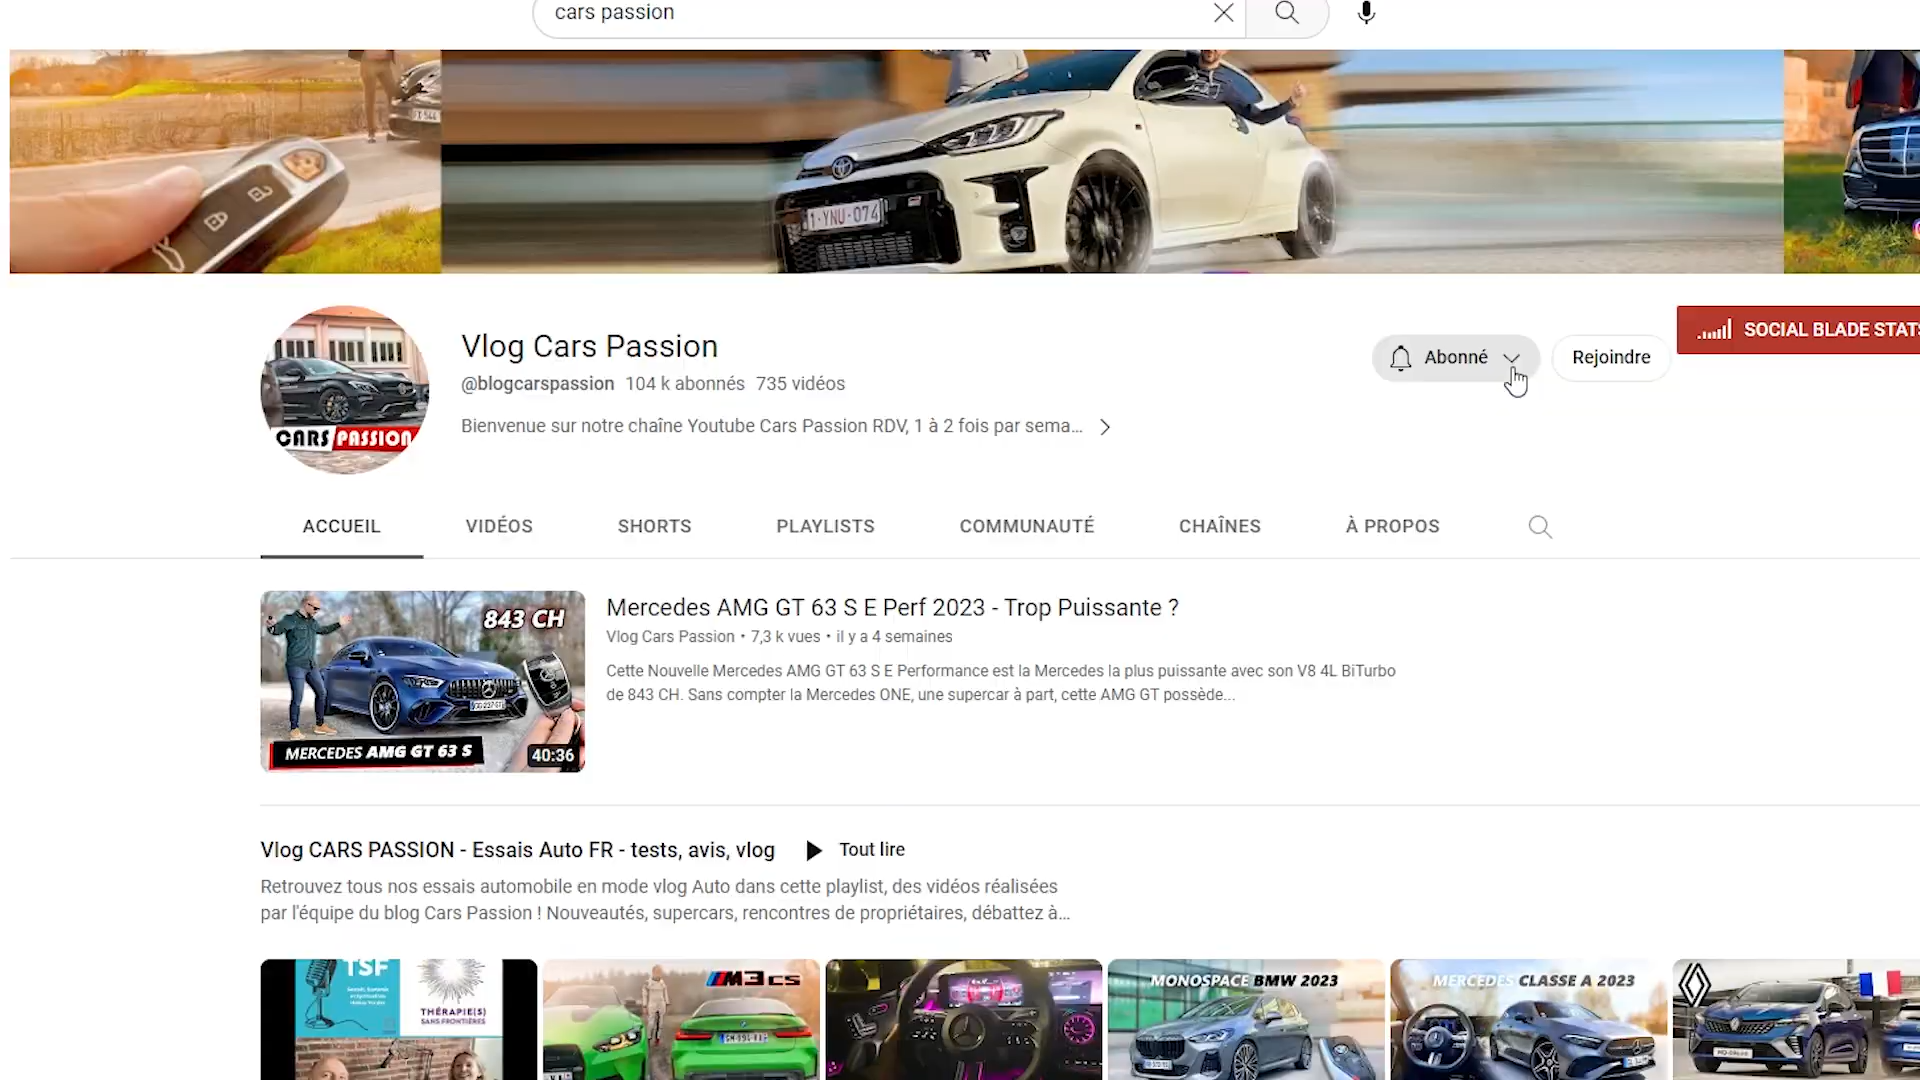 cars passion
1·YNU-074
Vlog Cars Passion
@blogcarspassion 104 k abonnés 735 vidéos
Bienvenue sur notre chaîne Youtube Cars Passion RDV, 1 à 2 fois par sema...
Abonné
Rejoindre
SOCIAL BLADE STATS
CARS PASSION
ACCUEIL
VIDÉOS
SHORTS
PLAYLISTS
COMMUNAUTÉ
CHAÎNES
À PROPOS
843 CH
MERCEDES AMG GT 63 S
40:36
Mercedes AMG GT 63 S E Perf 2023 - Trop Puissante ?
Vlog Cars Passion • 7,3 k vues • il y a 4 semaines
Cette Nouvelle Mercedes AMG GT 63 S E Performance est la Mercedes la plus puissante avec son V8 4L BiTurbo
de 843 CH. Sans compter la Mercedes ONE, une supercar à part, cette AMG GT possède...
Vlog CARS PASSION - Essais Auto FR - tests, avis, vlog
Tout lire
Retrouvez tous nos essais automobile en mode vlog Auto dans cette playlist, des vidéos réalisées
par l'équipe du blog Cars Passion ! Nouveautés, supercars, rencontres de propriétaires, débattez à...
TSF
THÉRAPIE(S)
SANS FRONTIÈRES
M3 CS
MONOSPACE BMW 2023
MERCEDES CLASSE A 2023